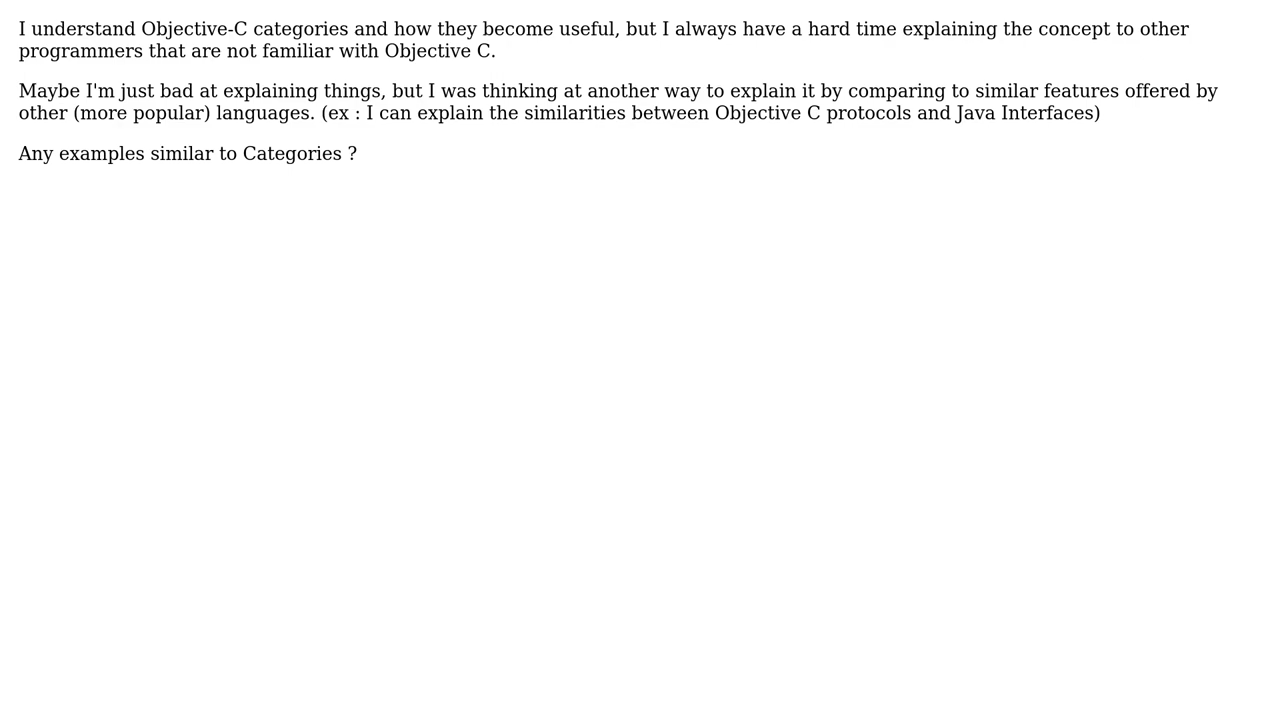 I understand Objective-C categories and how they become useful, but I always have a hard time explaining the concept to other
programmers that are not familiar with Objective C.
Maybe I'm just bad at explaining things, but I was thinking at another way to explain it by comparing to similar features offered by
other (more popular) languages. (ex : I can explain the similarities between Objective C protocols and Java Interfaces)
Any examples similar to Categories ?